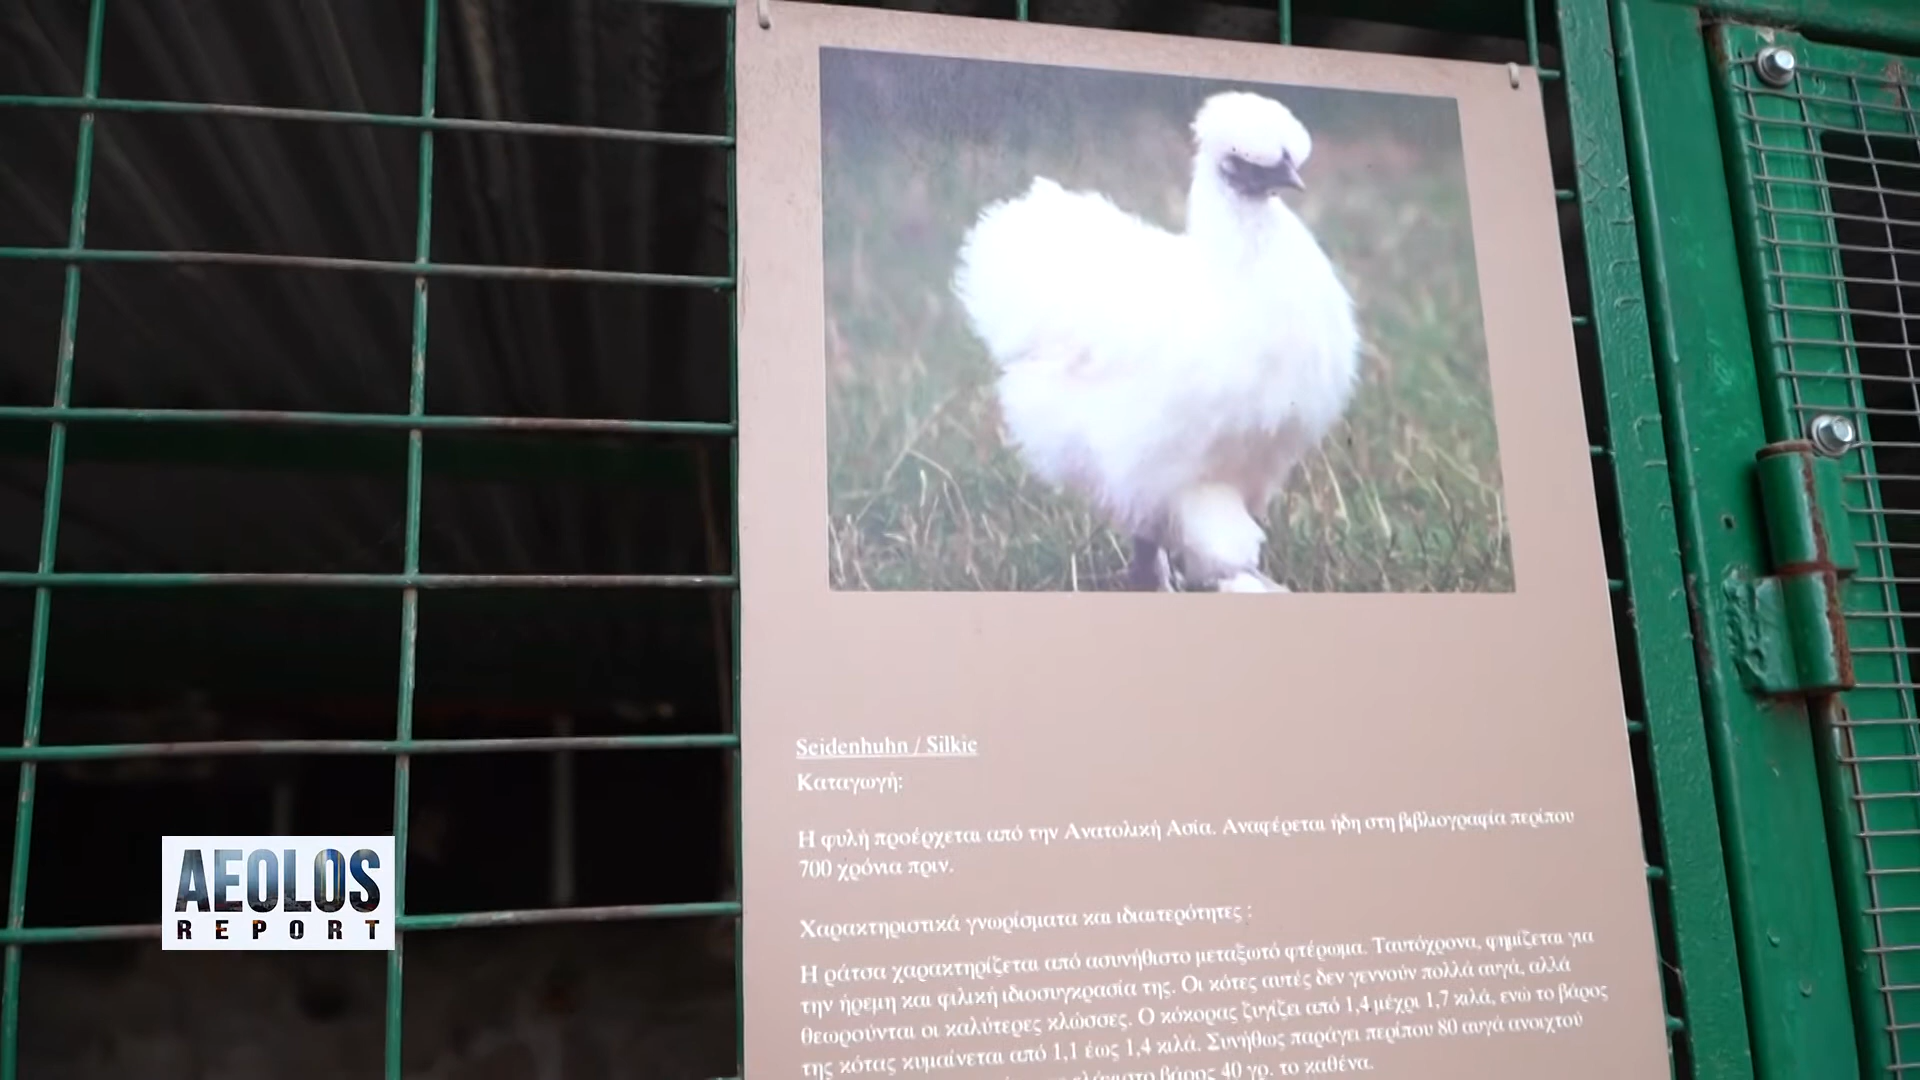 Seidenhuhn / Silkie
Καταγωγή:
Η φυλή προέρχεται από την Ανατολική Ασία. Αναφέρεται ήδη στη βιβλιογραφία περίπου
700 χρόνια πριν.
Χαρακτηριστικά γνωρίσματα και ιδιαιτερότητες :
Η ράτσα χαρακτηρίζεται από ασυνήθιστο μεταξωτό φτέρωμα. Ταυτόχρονα, φημίζεται για
την ήρεμη και φιλική ιδιοσυγκρασία της. Οι κότες αυτές δεν γεννούν πολλά αυγά, αλλά
θεωρούνται οι καλύτερες κλώσσες. Ο κόκορας ζυγίζει από 1,4 μέχρι 1,7 κιλά, ενώ το βάρος
της κότας κυμαίνεται από 1,1 έως 1,4 κιλά. Συνήθως παράγει περίπου 80 αυγά ανοιχτού
βάρος 40 γρ. το καθένα.
AEOLOS
REPORT